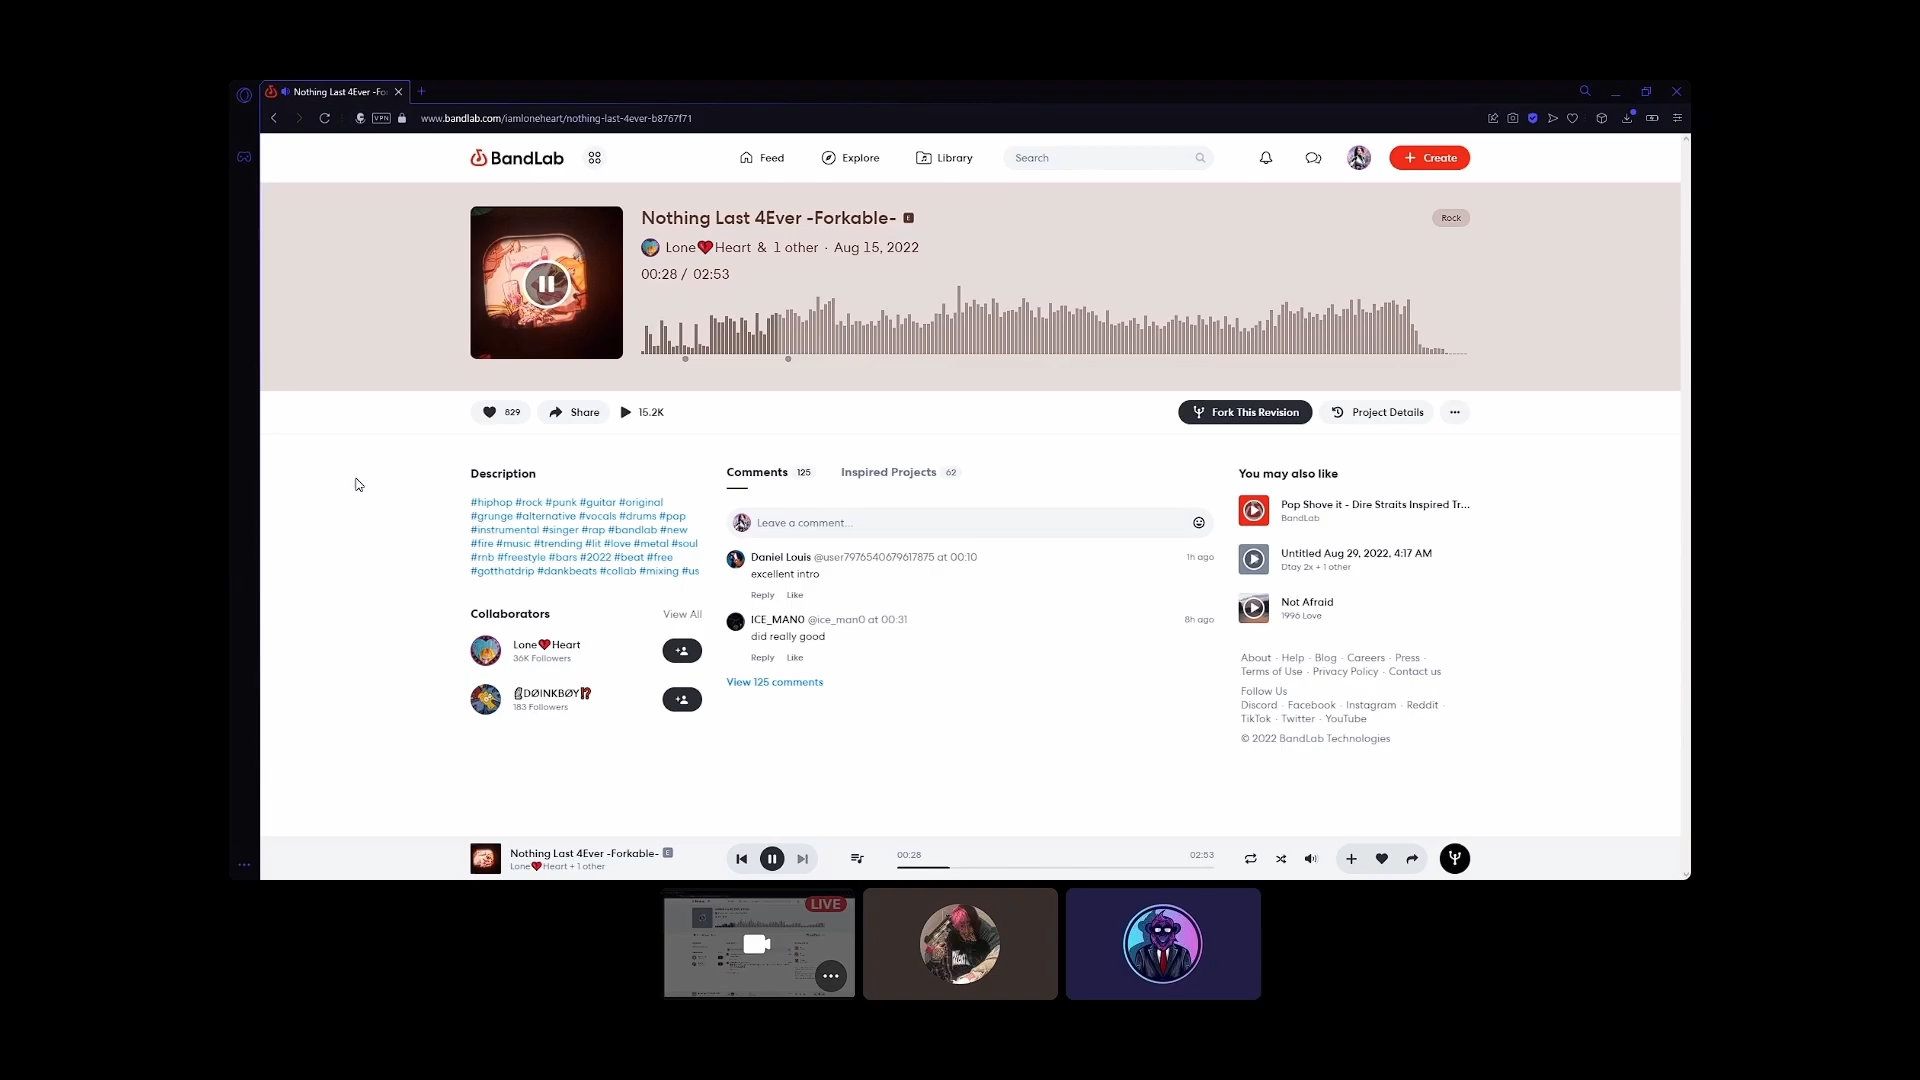 Nothing Last 4Ever -Fo
VPN
www.bandlab.com/iamloneheart/nothing-last-4ever-b8767f71
BandLab
Feed
Explore
Library
Search
Create
Nothing Last 4Ever -Forkable- E
Rock
Lone❤Heart & 1 other · Aug 15, 2022
00:28 / 02:53
829
Share
15.2K
Fork This Revision
Project Details
Description
#hiphop #rock #punk #guitar #original
#grunge #alternative #vocals #drums #pop
#instrumental #singer #rap #bandlab #new
#fire #music #trending #lit #love #metal #soul
#rnb #freestyle #bars #2022 #beat #free
#gotthatdrip #dankbeats #collab #mixing #us
Collaborators
View All
Lone❤Heart
36K Followers
DØINKBØY⁉
183 Followers
Comments 125
Inspired Projects 62
Leave a comment...
Daniel Louis @user7976540679617875 at 00:10
1h ago
excellent intro
Reply Like
ICE_MAN0 @ice_man0 at 00:31
8h ago
did really good
Reply Like
View 125 comments
You may also like
Pop Shove it - Dire Straits Inspired Tr...
BandLab
Untitled Aug 29, 2022, 4:17 AM
Dtay 2x + 1 other
Not Afraid
1996 Love
About · Help · Blog · Careers · Press ·
Terms of Use · Privacy Policy · Contact us
Follow Us
Discord · Facebook · Instagram · Reddit ·
TikTok · Twitter · YouTube
© 2022 BandLab Technologies
Nothing Last 4Ever -Forkable- E
Lone❤Heart + 1 other
00:28
02:53
LIVE